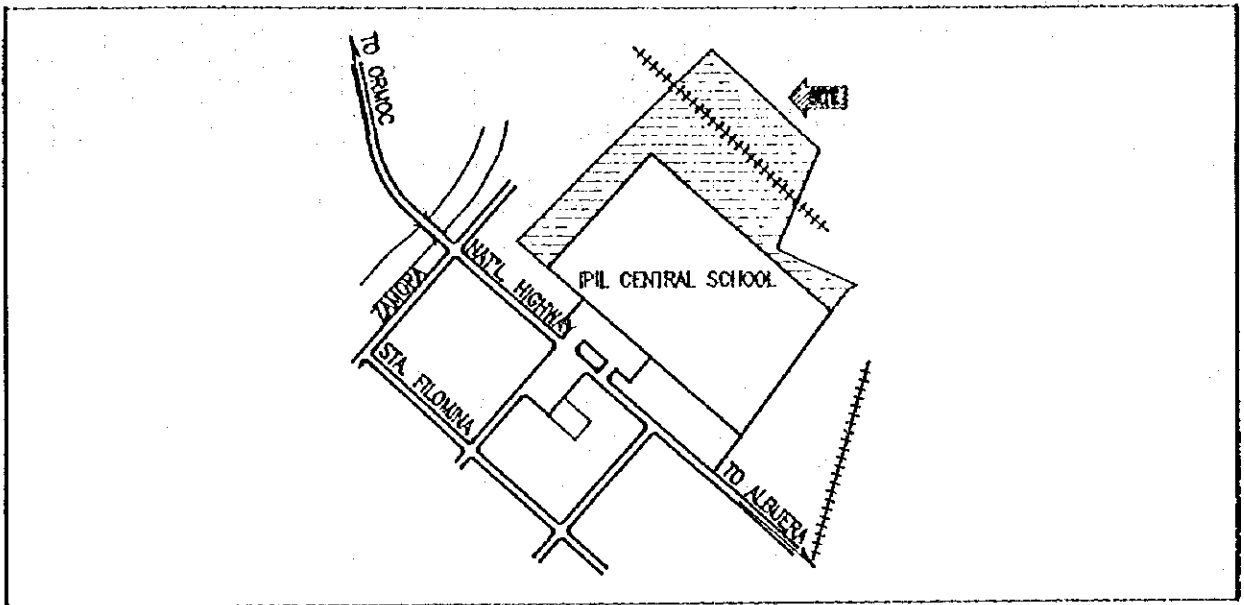 TO ORMOC
SITE
NAT'L. HIGHWAY
IPIL CENTRAL SCHOOL
ZAMORA
STA. FILOMINA
TO ALBUERA